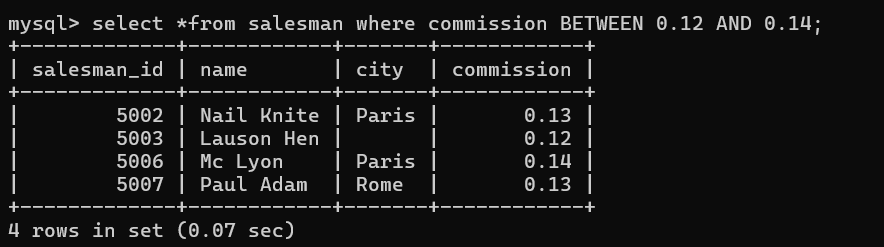 mysql> select *from salesman where commission BETWEEN 0.12 AND 0.14;
+-------------+------------+-------+------------+
| salesman_id | name       | city  | commission |
+-------------+------------+-------+------------+
|        5002 | Nail Knite | Paris |       0.13 |
|        5003 | Lauson Hen |       |       0.12 |
|        5006 | Mc Lyon    | Paris |       0.14 |
|        5007 | Paul Adam  | Rome  |       0.13 |
+-------------+------------+-------+------------+
4 rows in set (0.07 sec)